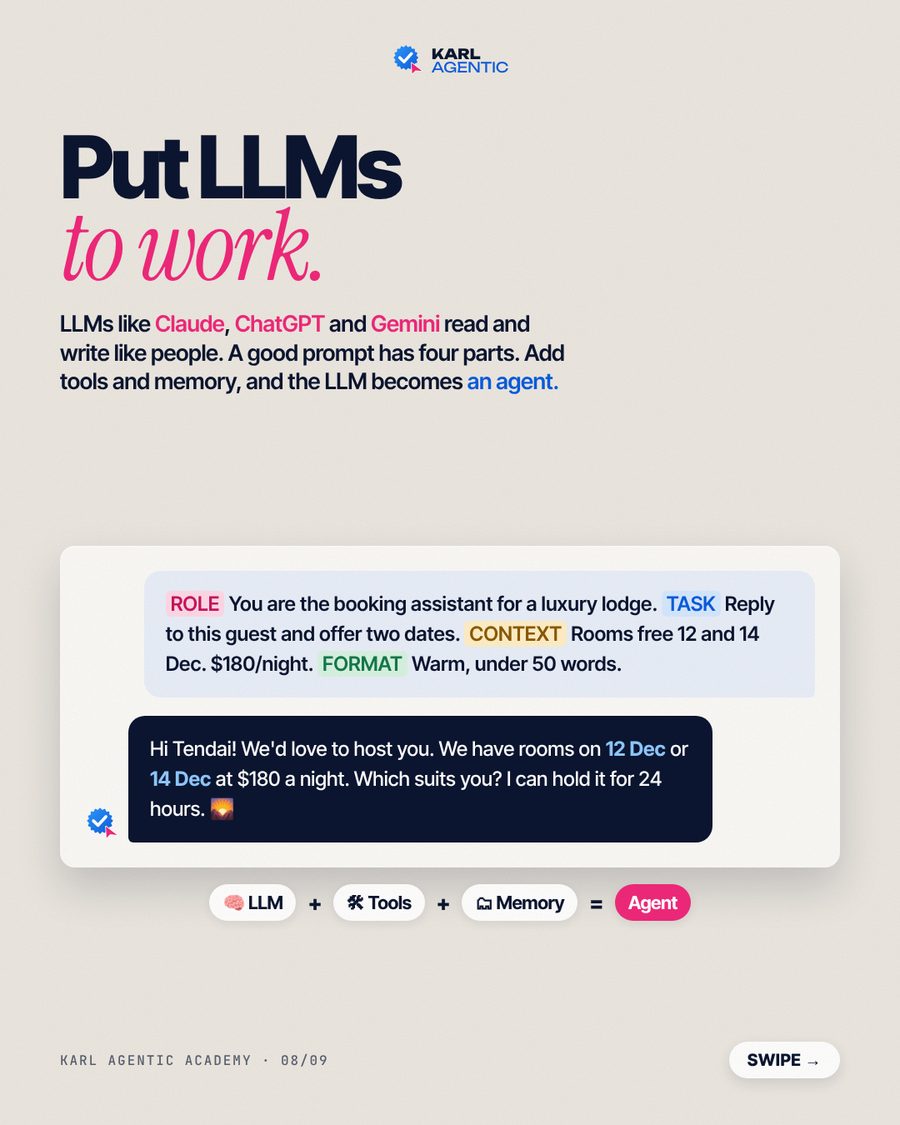 KARL
AGENTIC
Put LLMs
to work.
LLMs like Claude, ChatGPT and Gemini read and
write like people. A good prompt has four parts. Add
tools and memory, and the LLM becomes an agent.
ROLE You are the booking assistant for a luxury lodge. TASK Reply
to this guest and offer two dates. CONTEXT Rooms free 12 and 14
Dec. $180/night. FORMAT Warm, under 50 words.
Hi Tendai! We'd love to host you. We have rooms on 12 Dec or
14 Dec at $180 a night. Which suits you? I can hold it for 24
hours. 🌄
🧠 LLM + 🛠 Tools + 🗂 Memory = Agent
KARL AGENTIC ACADEMY · 08/09
SWIPE →